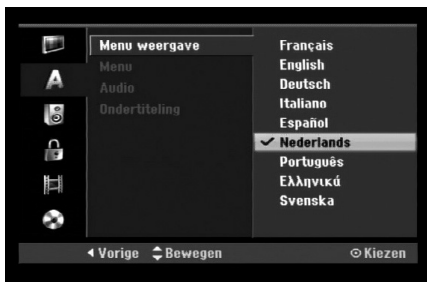 A
Menu weergave
Menu
Audio
Ondertiteling
Français
English
Deutsch
Italiano
Español
✓ Nederlands
Português
Ελληνικά
Svenska
Vorige
Bewegen
Kiezen